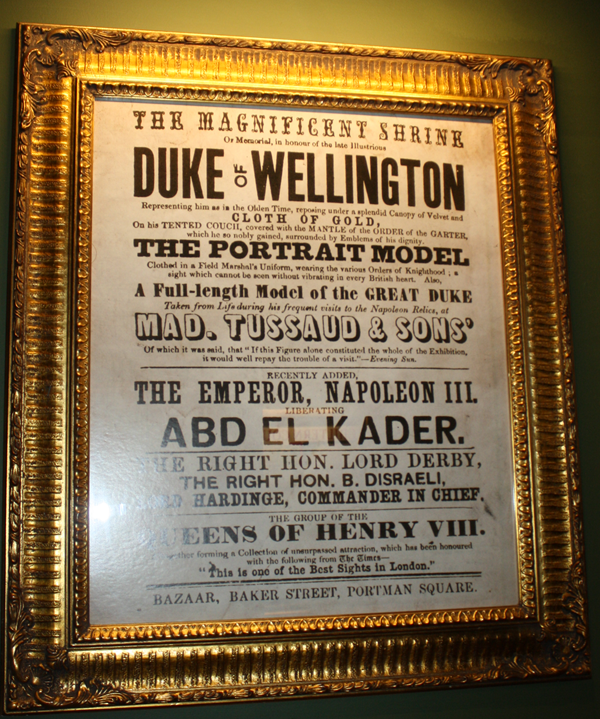 THE MAGNIFICENT SHRINE
Or Memorial, in honour of the late Illustrious
DUKE OF WELLINGTON
Representing him as in the Olden Time, reposing under a splendid Canopy of Velvet and
CLOTH OF GOLD,
On his TENTED COUCH, covered with the MANTLE of the ORDER of the GARTER,
which he so nobly gained, surrounded by Emblems of his dignity.
THE PORTRAIT MODEL
Clothed in a Field Marshal's Uniform, wearing the various Orders of Knighthood ; a
sight which cannot be seen without vibrating in every British heart. Also,
A Full-length Model of the GREAT DUKE
Taken from Life during his frequent visits to the Napoleon Relics, at
MAD. TUSSAUD & SONS'
Of which it was said, that "If this Figure alone constituted the whole of the Exhibition,
it would well repay the trouble of a visit."—Evening Sun.
RECENTLY ADDED,
THE EMPEROR, NAPOLEON III.
LIBERATING
ABD EL KADER.
THE RIGHT HON. LORD DERBY,
THE RIGHT HON. B. DISRAELI,
LORD HARDINGE, COMMANDER IN CHIEF.
THE GROUP OF THE
QUEENS OF HENRY VIII.
forming a Collection of unsurpassed attraction, which has been honoured
with the following from The Times—
"This is one of the Best Sights in London."
BAZAAR, BAKER STREET, PORTMAN SQUARE.